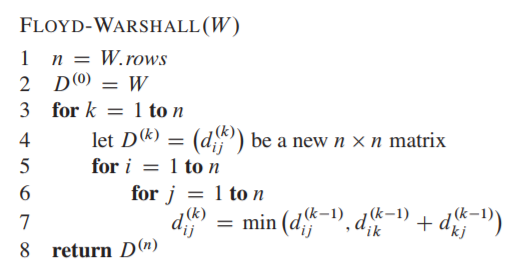 FLOYD-WARSHALL(W)
1 n = W.rows
2 D^(0) = W
3 for k = 1 to n
4 let D^(k) = (d_ij^(k)) be a new n × n matrix
5 for i = 1 to n
6 for j = 1 to n
7 d_ij^(k) = min (d_ij^(k−1), d_ik^(k−1) + d_kj^(k−1))
8 return D^(n)